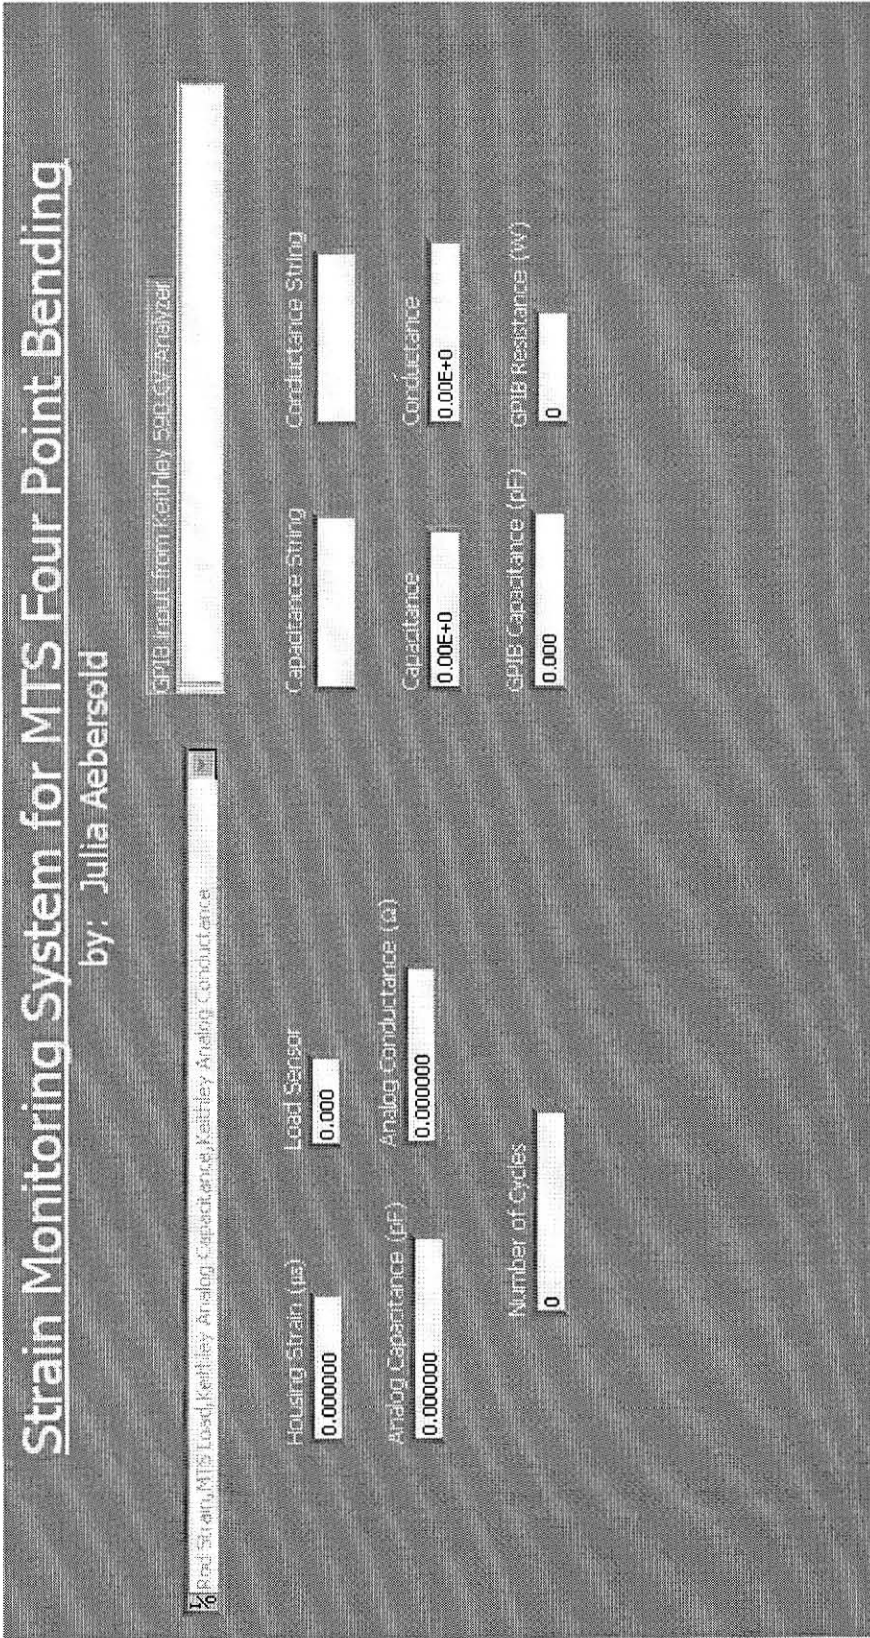 Strain Monitoring System for MTS Four Point Bending
by: Julia Aebersold
Rod Strain,MTS Load,Keithley Analog Capacitance,Keithley Analog Conductance
GPIB Input from Keithley 590 CV Analyzer
Housing Strain (µs)
0.000000
Load Sensor
0.000
Capacitance String
Conductance String
Analog Capacitance (pF)
0.000000
Analog Conductance (Ω)
0.000000
Capacitance
0.00E+0
Conductance
0.00E+0
Number of Cycles
0
GPIB Capacitance (pF)
0.000
GPIB Resistance (W)
0